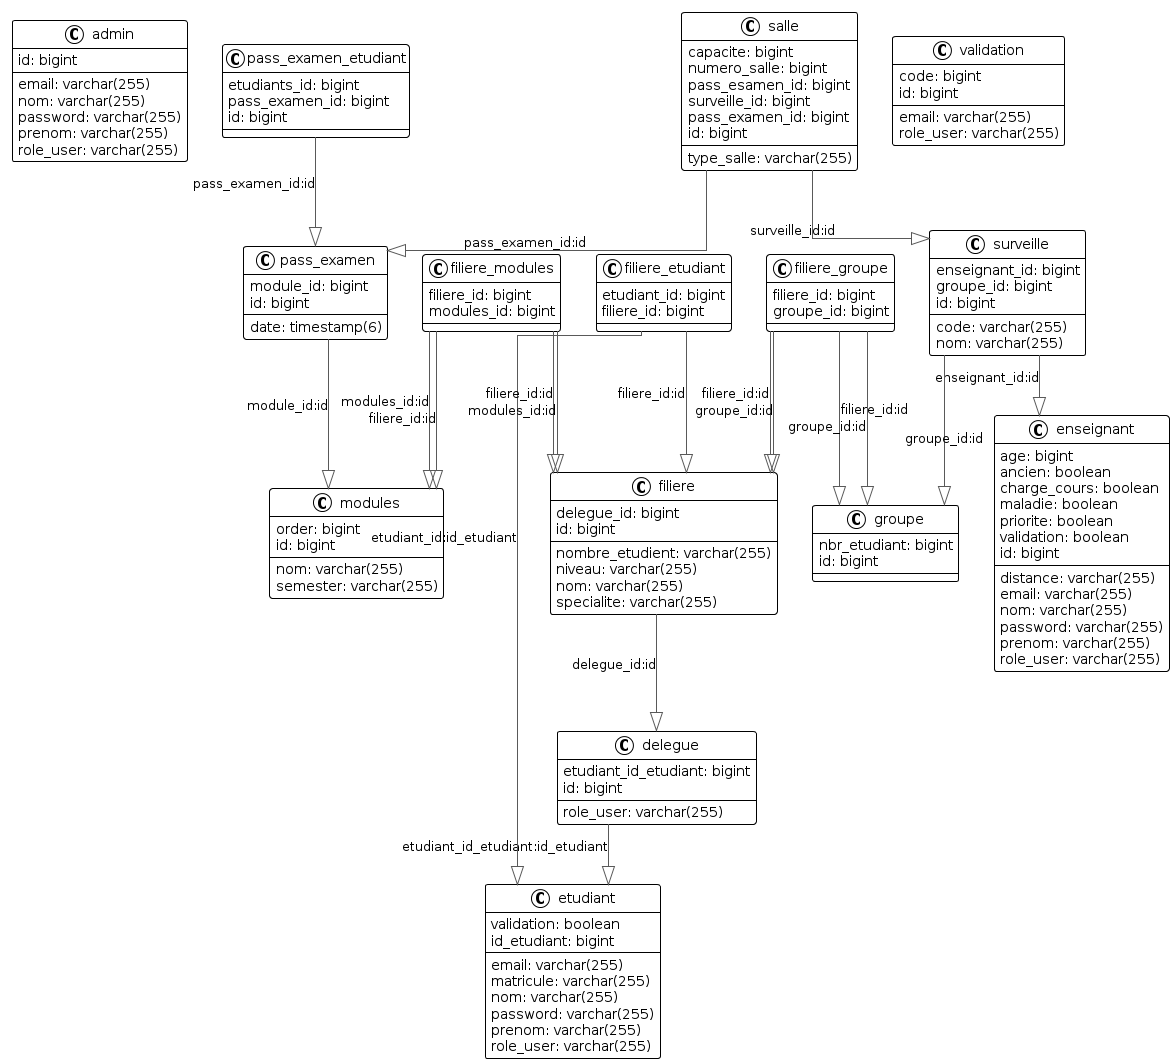 C admin
id: bigint
email: varchar(255)
nom: varchar(255)
password: varchar(255)
prenom: varchar(255)
role_user: varchar(255)
C pass_examen_etudiant
etudiants_id: bigint
pass_examen_id: bigint
id: bigint
C salle
capacite: bigint
numero_salle: bigint
pass_esamen_id: bigint
surveille_id: bigint
pass_examen_id: bigint
id: bigint
type_salle: varchar(255)
C validation
code: bigint
id: bigint
email: varchar(255)
role_user: varchar(255)
pass_examen_id:id
pass_examen_id:id
surveille_id:id
C pass_examen
module_id: bigint
id: bigint
date: timestamp(6)
C filiere_modules
filiere_id: bigint
modules_id: bigint
C filiere_etudiant
etudiant_id: bigint
filiere_id: bigint
C filiere_groupe
filiere_id: bigint
groupe_id: bigint
C surveille
enseignant_id: bigint
groupe_id: bigint
id: bigint
code: varchar(255)
nom: varchar(255)
module_id:id
modules_id:id
filiere_id:id
filiere_id:id
modules_id:id
filiere_id:id
filiere_id:id
groupe_id:id
filiere_id:id
groupe_id:id
enseignant_id:id
groupe_id:id
C modules
order: bigint
id: bigint
nom: varchar(255)
semester: varchar(255)
etudiant_id:id_etudiant
C filiere
delegue_id: bigint
id: bigint
nombre_etudient: varchar(255)
niveau: varchar(255)
nom: varchar(255)
specialite: varchar(255)
C groupe
nbr_etudiant: bigint
id: bigint
C enseignant
age: bigint
ancien: boolean
charge_cours: boolean
maladie: boolean
priorite: boolean
validation: boolean
id: bigint
distance: varchar(255)
email: varchar(255)
nom: varchar(255)
password: varchar(255)
prenom: varchar(255)
role_user: varchar(255)
delegue_id:id
C delegue
etudiant_id_etudiant: bigint
id: bigint
role_user: varchar(255)
etudiant_id_etudiant:id_etudiant
C etudiant
validation: boolean
id_etudiant: bigint
email: varchar(255)
matricule: varchar(255)
nom: varchar(255)
password: varchar(255)
prenom: varchar(255)
role_user: varchar(255)